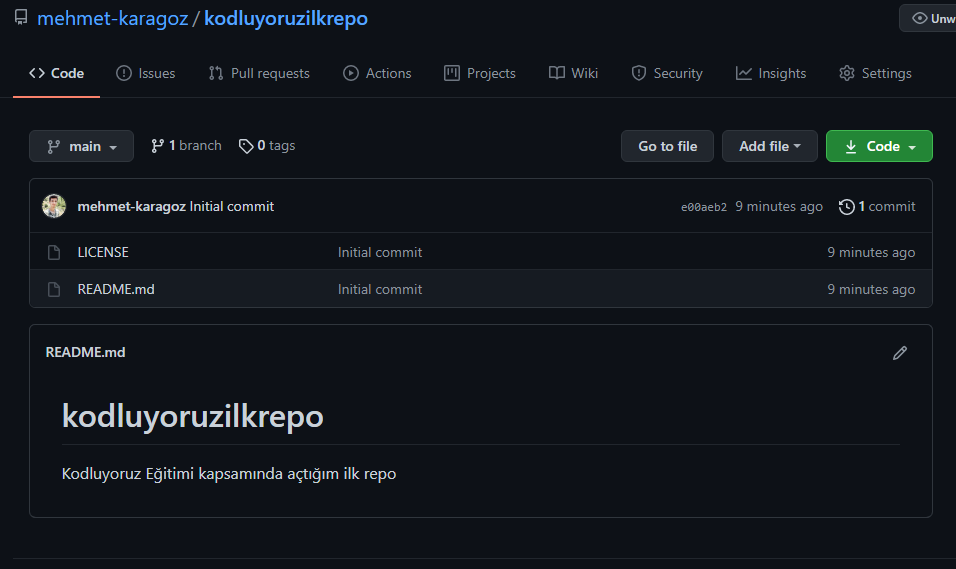 mehmet-karagoz / kodluyoruzilkrepo
Code Issues Pull requests Actions Projects Wiki Security Insights Settings
main 1 branch 0 tags Go to file Add file Code
mehmet-karagoz Initial commit e00aeb2 9 minutes ago 1 commit
LICENSE Initial commit 9 minutes ago
README.md Initial commit 9 minutes ago
README.md
kodluyoruzilkrepo
Kodluyoruz Eğitimi kapsamında açtığım ilk repo